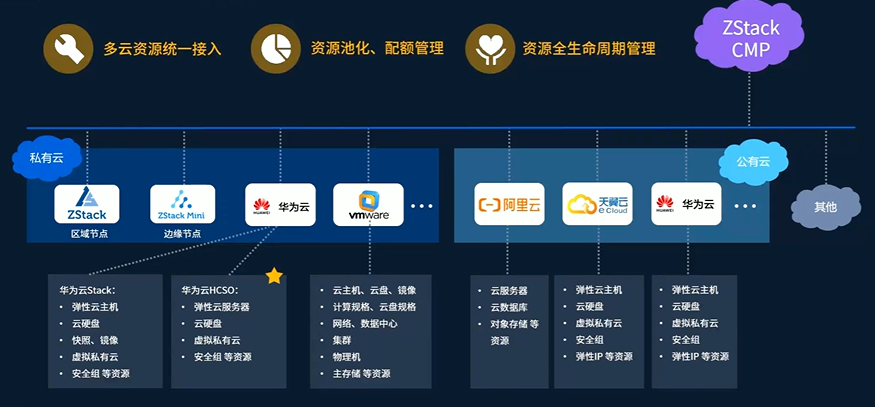 多云资源统一接入
资源池化、配额管理
资源全生命周期管理
ZStack
CMP
私有云
公有云
ZStack
区域节点
ZStack Mini
边缘节点
HUAWEI
华为云
vmware
•••
阿里云
天翼云
e Cloud
HUAWEI
华为云
•••
其他
华为云Stack：
• 弹性云主机
• 云硬盘
• 快照、镜像
• 虚拟私有云
• 安全组 等资源
华为云HCSO：
• 弹性云服务器
• 云硬盘
• 虚拟私有云
• 安全组 等资源
• 云主机、云盘、镜像
• 计算规格、云盘规格
• 网络、数据中心
• 集群
• 物理机
• 主存储 等资源
• 云服务器
• 云数据库
• 对象存储 等
资源
• 弹性云主机
• 云硬盘
• 虚拟私有云
• 安全组
• 弹性IP 等资源
• 弹性云主机
• 云硬盘
• 虚拟私有云
• 安全组
• 弹性IP 等资源